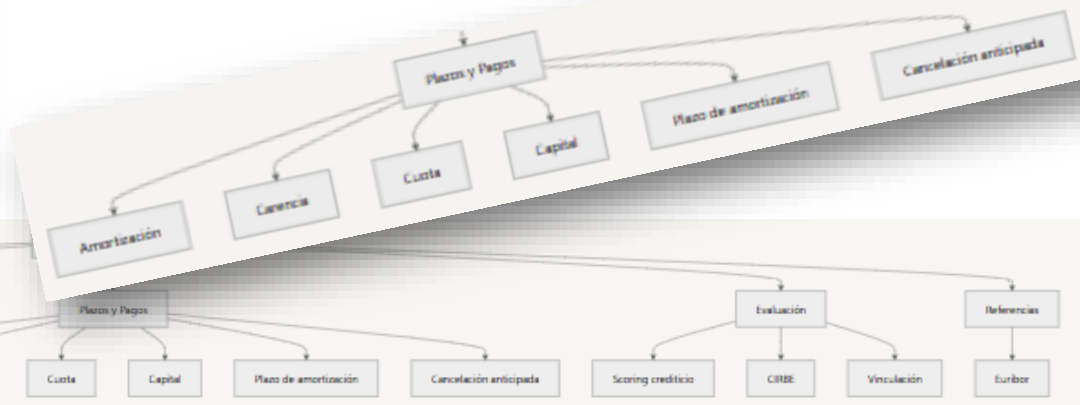 Plazos y Pagos
Cancelación anticipada
Plazo de amortización
Capital
Cuota
Carencia
Amortización
Plazos y Pagos
Evaluación
Referencias
Cuota
Capital
Plazo de amortización
Cancelación anticipada
Scoring crediticio
CIRBE
Vinculación
Euribor